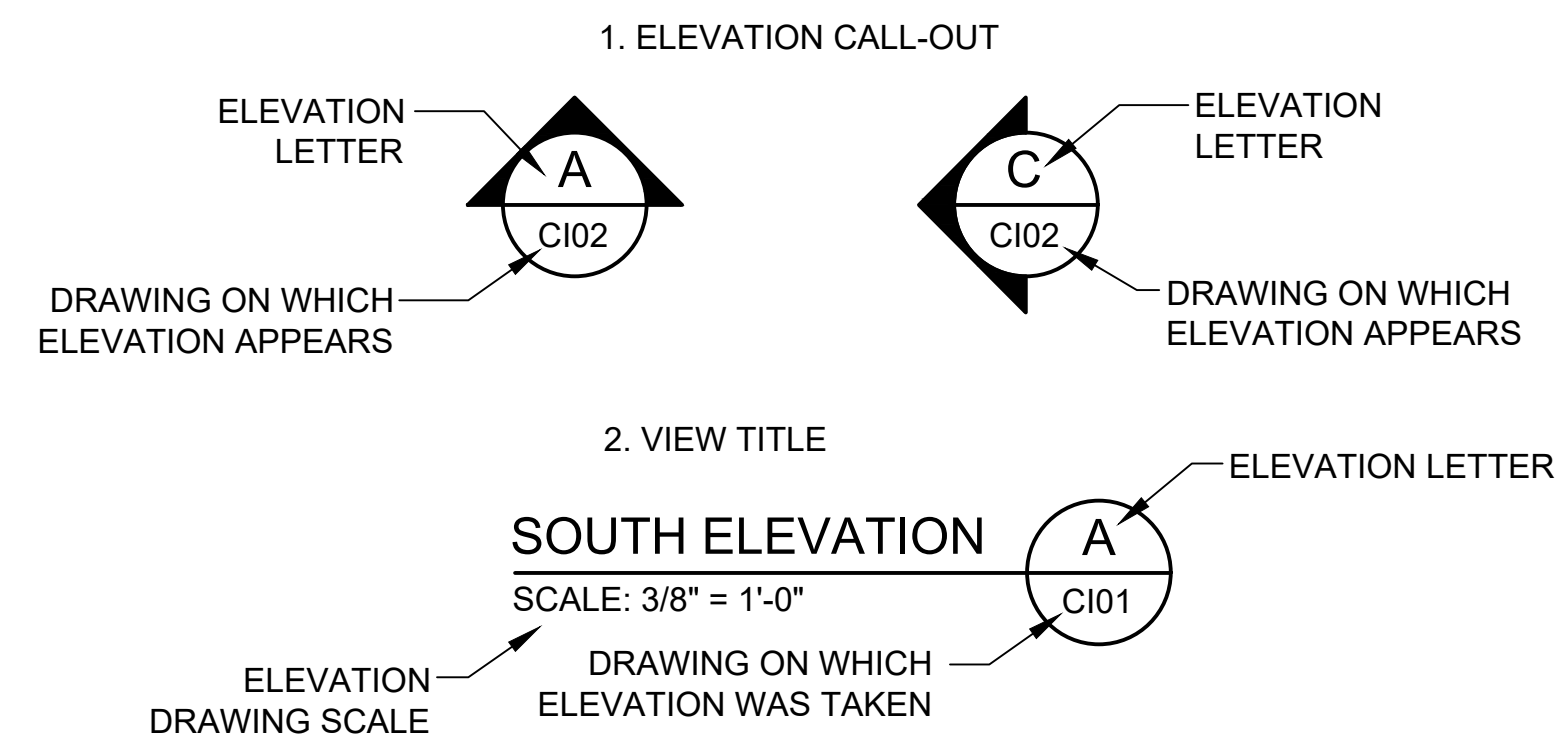 1. ELEVATION CALL-OUT
ELEVATION
LETTER
A
CI02
DRAWING ON WHICH
ELEVATION APPEARS
ELEVATION
LETTER
C
CI02
DRAWING ON WHICH
ELEVATION APPEARS
2. VIEW TITLE
ELEVATION LETTER
SOUTH ELEVATION
A
SCALE: 3/8" = 1'-0"
CI01
ELEVATION
DRAWING SCALE
DRAWING ON WHICH
ELEVATION WAS TAKEN